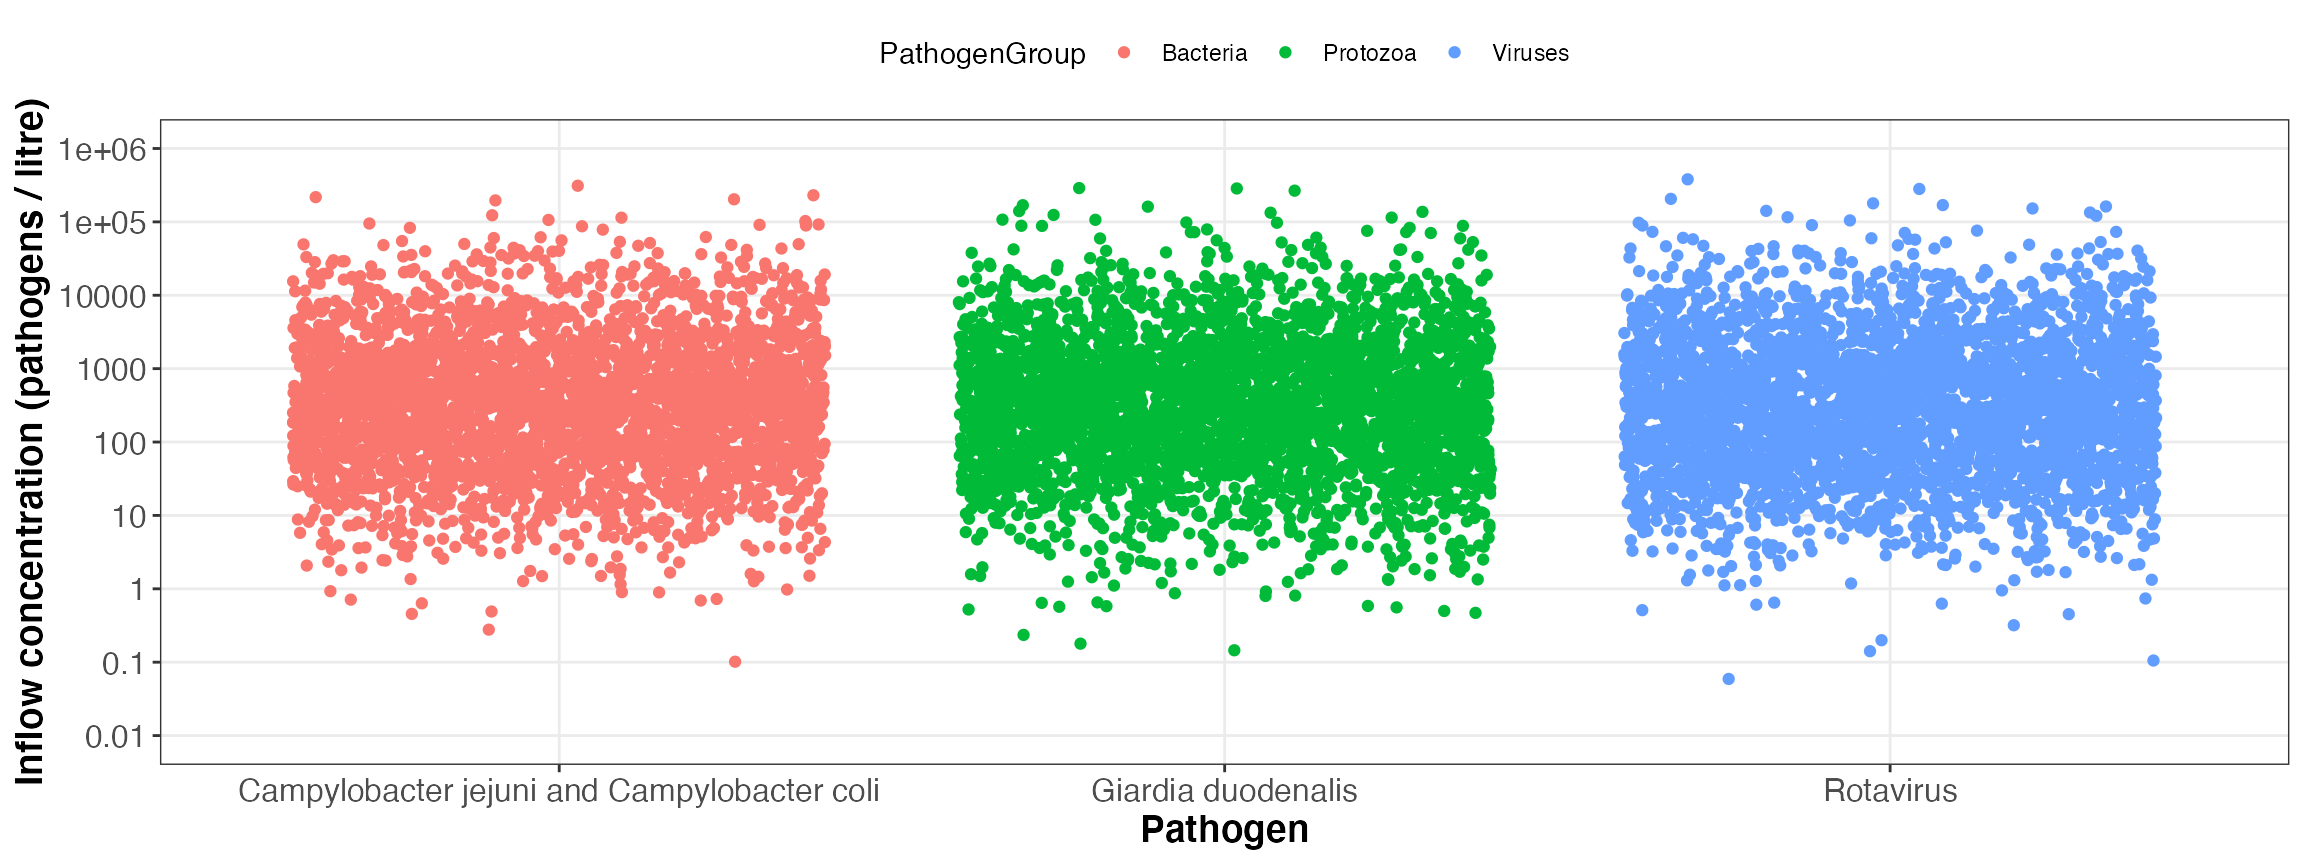 PathogenGroup Bacteria Protozoa Viruses
Inflow concentration (pathogens / litre)
1e+06
1e+05
10000
1000
100
10
1
0.1
0.01
Campylobacter jejuni and Campylobacter coli Giardia duodenalis Rotavirus
Pathogen